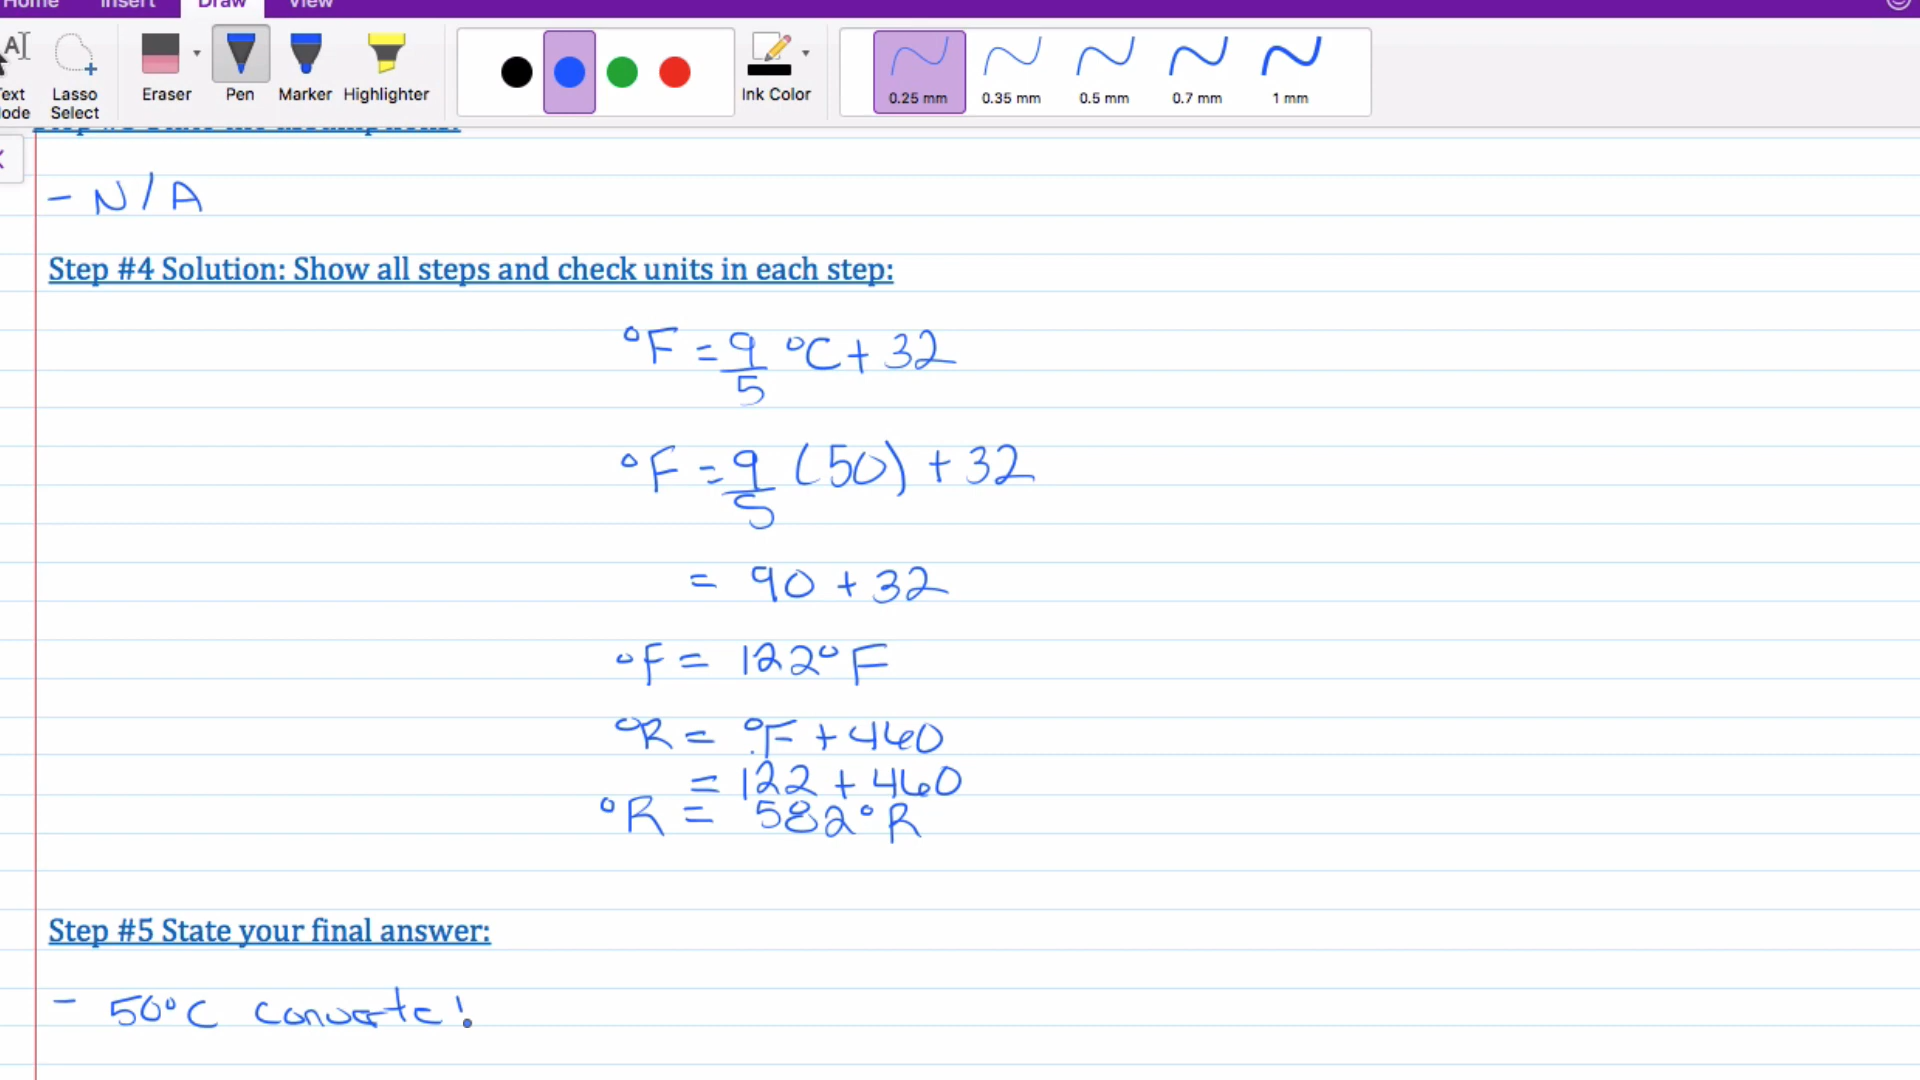 Home Insert Draw View
Text Mode
Lasso Select
Eraser
Pen
Marker
Highlighter
Ink Color
0.25 mm
0.35 mm
0.5 mm
0.7 mm
1 mm
- N/A
Step #4 Solution: Show all steps and check units in each step:
°F = 9/5 °C + 32
°F = 9/5 (50) + 32
= 90 + 32
°F = 122°F
°R = °F + 460
= 122 + 460
°R = 582°R
Step #5 State your final answer:
- 50°C